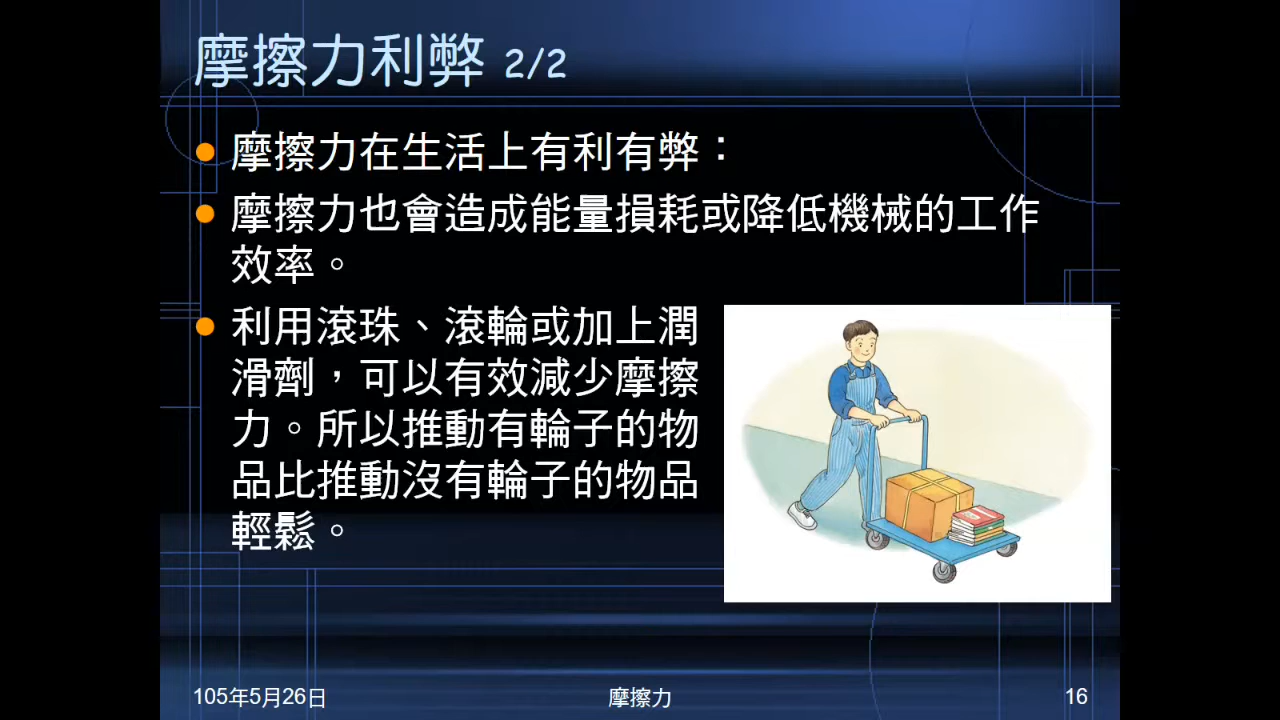 摩擦力利弊 2/2
摩擦力在生活上有利有弊：
摩擦力也會造成能量損耗或降低機械的工作
效率。
利用滾珠、滾輪或加上潤
滑劑，可以有效減少摩擦
力。所以推動有輪子的物
品比推動沒有輪子的物品
輕鬆。
105年5月26日
摩擦力
16